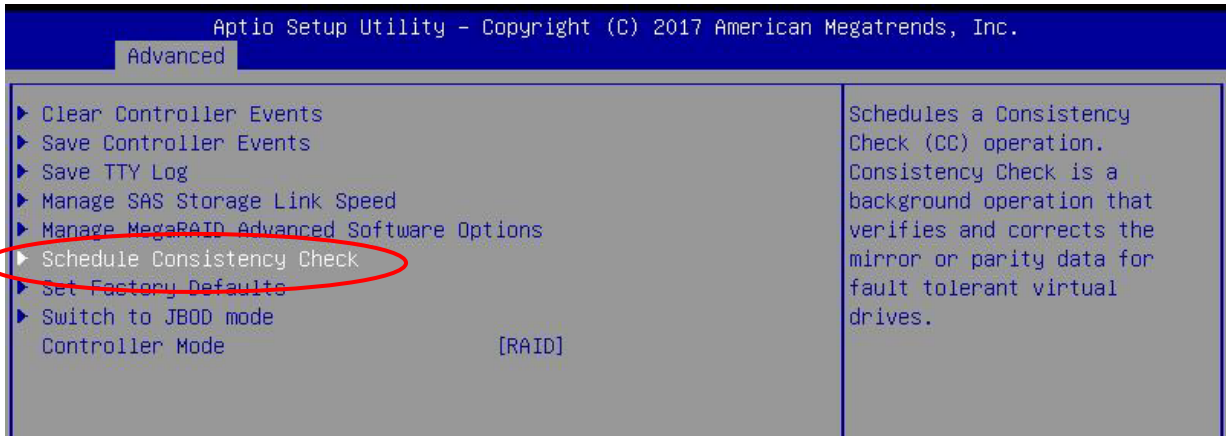 Aptio Setup Utility – Copyright (C) 2017 American Megatrends, Inc.
Advanced
▶ Clear Controller Events
▶ Save Controller Events
▶ Save TTY Log
▶ Manage SAS Storage Link Speed
▶ Manage MegaRAID Advanced Software Options
▶ Schedule Consistency Check
▶ Set Factory Defaults
▶ Switch to JBOD mode
Controller Mode [RAID]
Schedules a Consistency
Check (CC) operation.
Consistency Check is a
background operation that
verifies and corrects the
mirror or parity data for
fault tolerant virtual
drives.